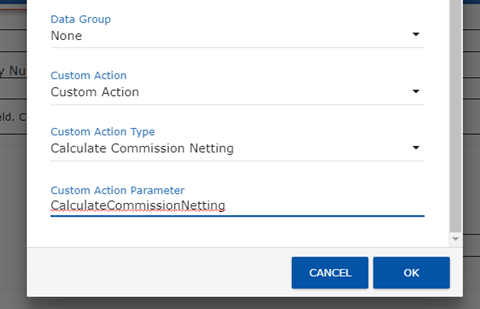 Data Group
None
y Nu
Custom Action
Custom Action
eld. C
Custom Action Type
Calculate Commission Netting
Custom Action Parameter
CalculateCommissionNetting
CANCEL
OK